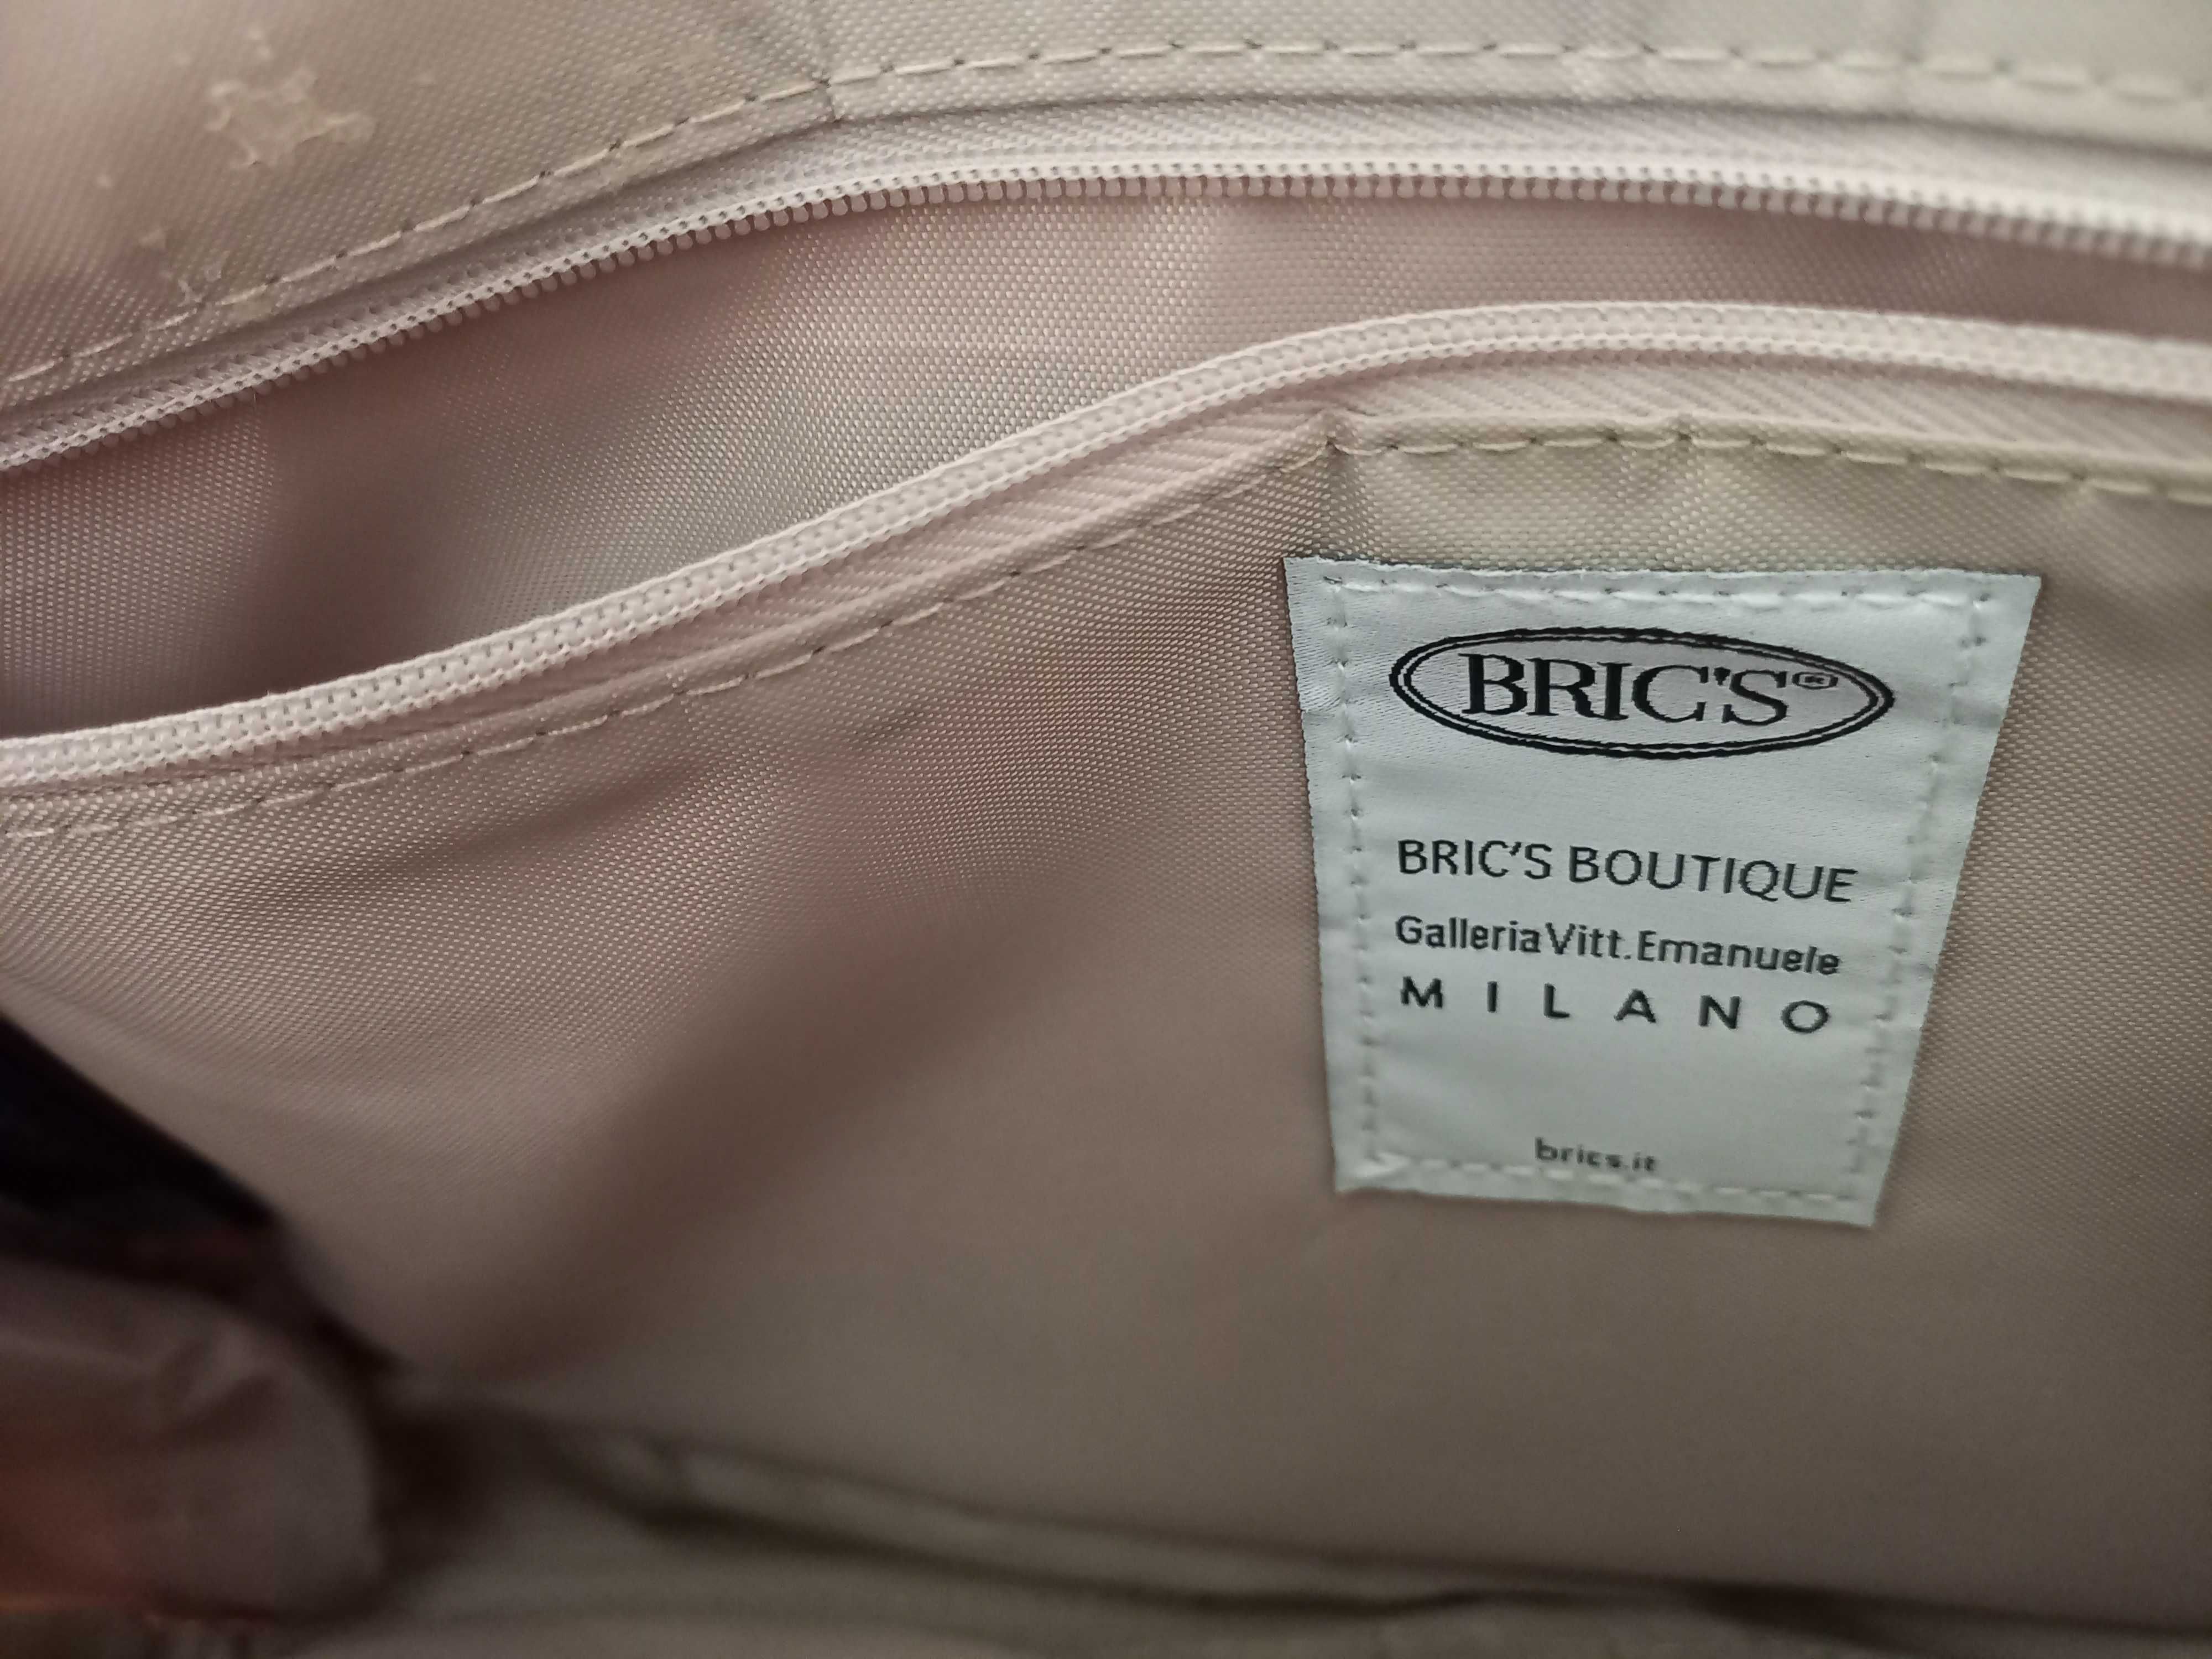 BRIC'S®
BRIC'S BOUTIQUE
Galleria Vitt. Emanuele
MILANO
brics.it